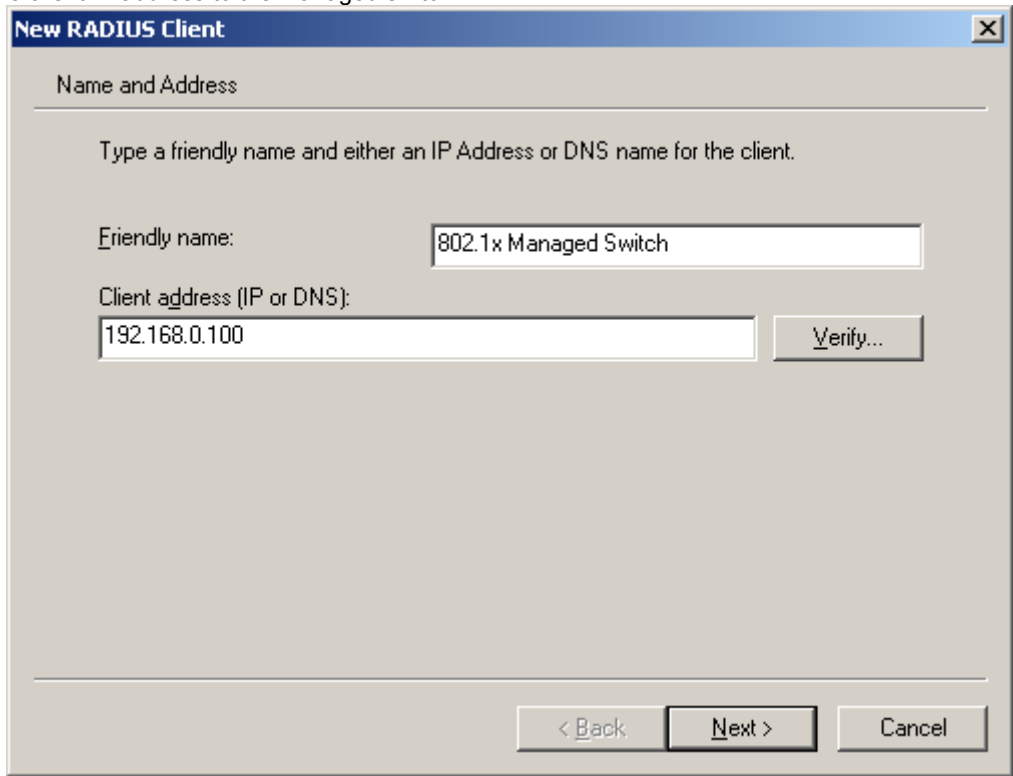 New RADIUS Client
Name and Address
Type a friendly name and either an IP Address or DNS name for the client.
Friendly name:
802.1x Managed Switch
Client address (IP or DNS):
192.168.0.100
Verify...
< Back
Next >
Cancel